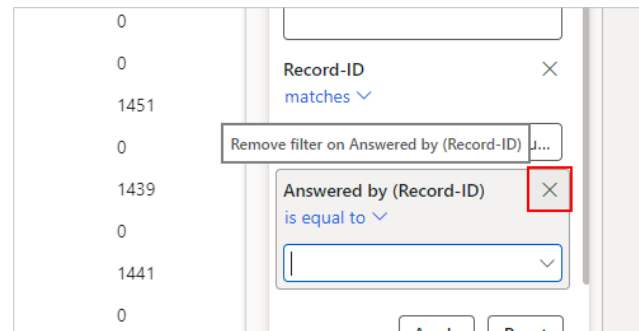 0
0
1451
0
1439
0
1441
0
Record-ID
matches
Remove filter on Answered by (Record-ID)
Answered by (Record-ID)
is equal to